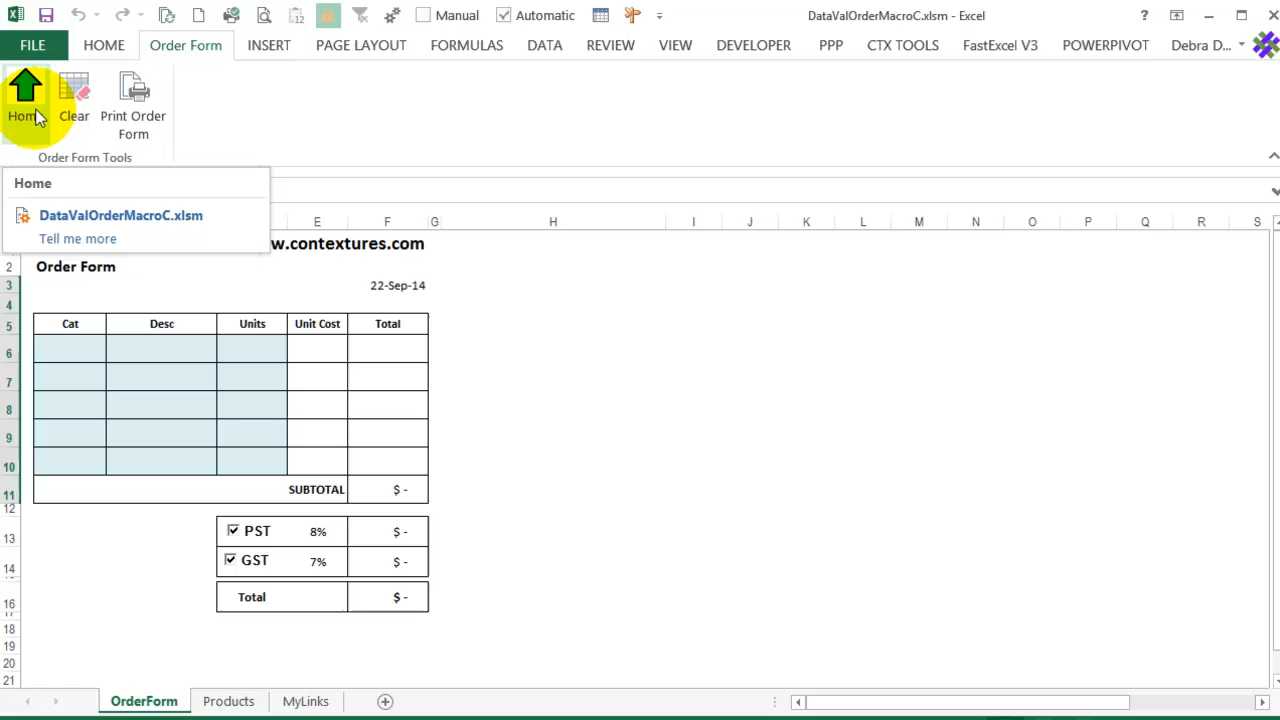 Manual
Automatic
DataValOrderMacroC.xlsm - Excel
?
FILE
HOME
Order Form
INSERT
PAGE LAYOUT
FORMULAS
DATA
REVIEW
VIEW
DEVELOPER
PPP
CTX TOOLS
FastExcel V3
POWERPIVOT
Debra D...
Home
Clear
Print Order
Form
Order Form Tools
Home
DataValOrderMacroC.xlsm
Tell me more
E F G H I J K L M N O P Q R S
w.contextures.com
2 Order Form
3 22-Sep-14
4
5 Cat Desc Units Unit Cost Total
6
7
8
9
10
11 SUBTOTAL $ -
12
13 PST 8% $ -
14 GST 7% $ -
16 Total $ -
18
19
20
21
OrderForm Products MyLinks